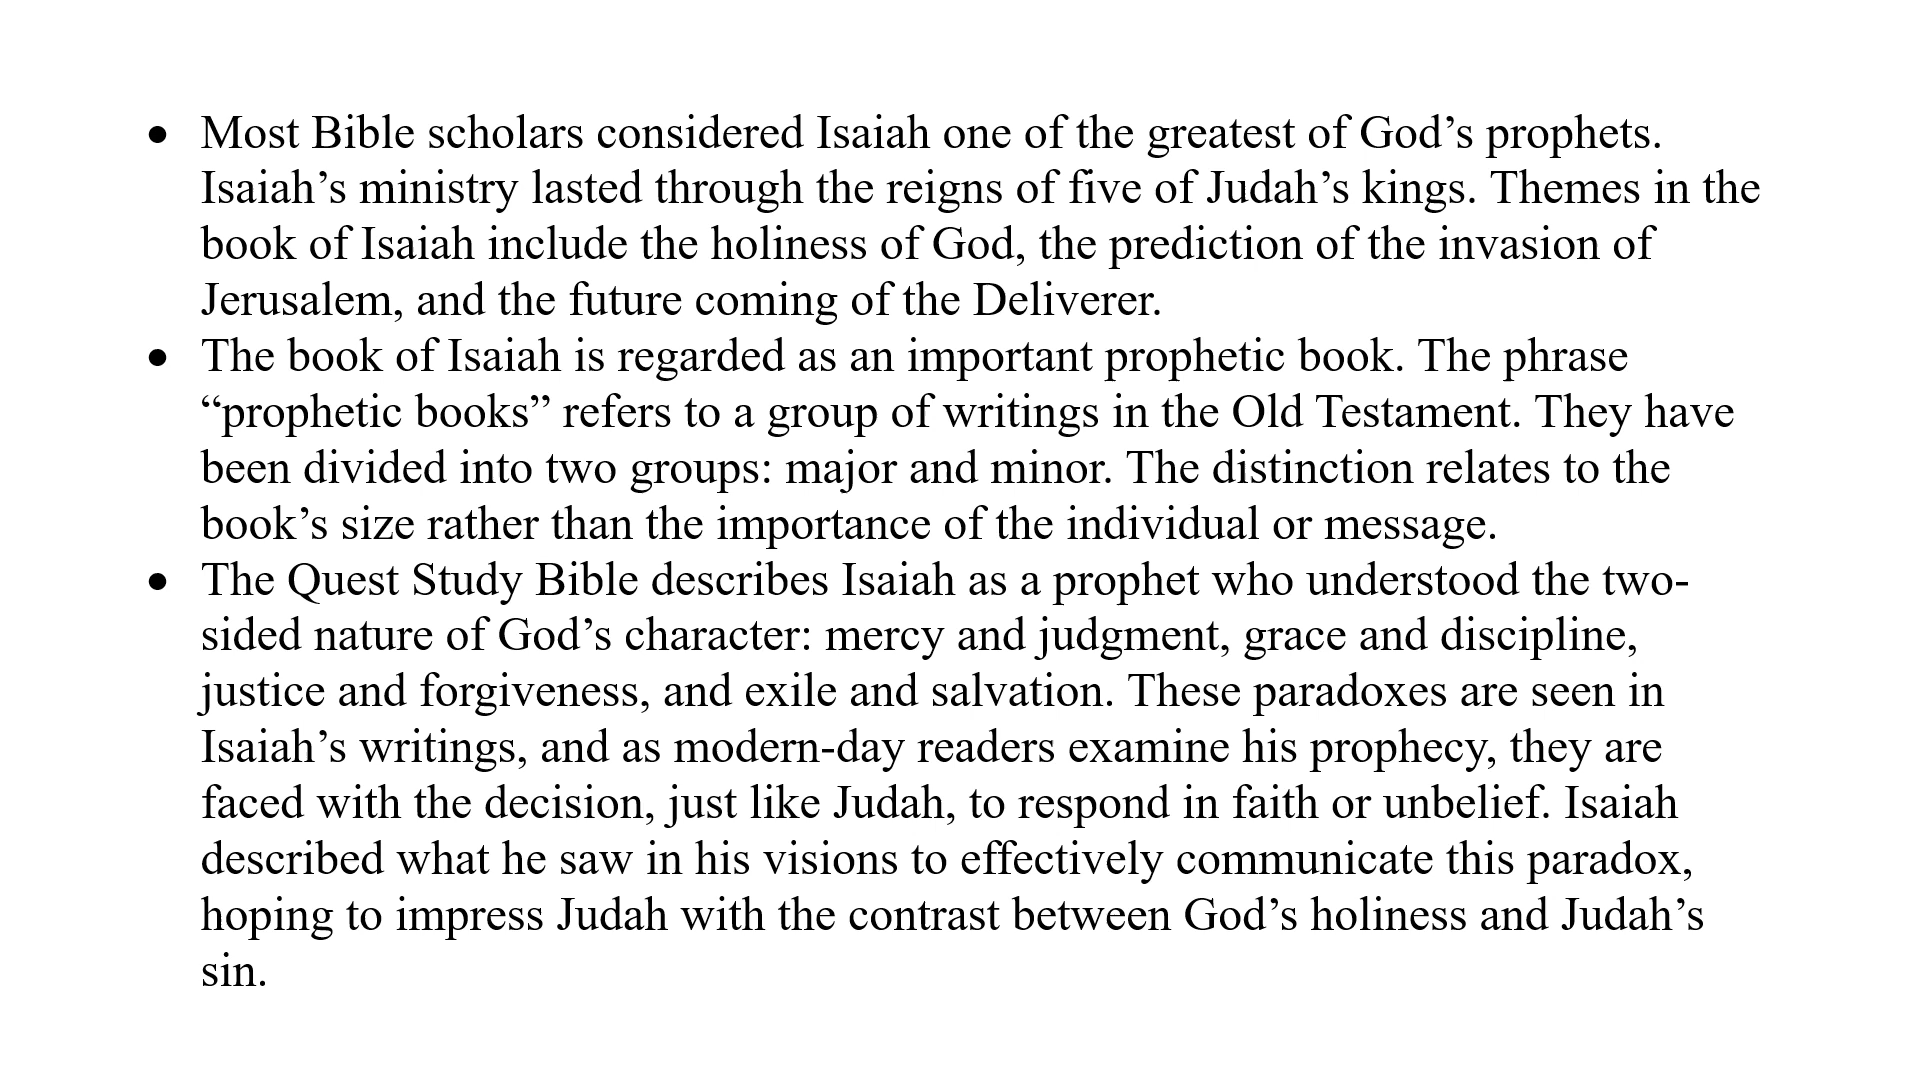 • Most Bible scholars considered Isaiah one of the greatest of God’s prophets.
Isaiah’s ministry lasted through the reigns of five of Judah’s kings. Themes in the
book of Isaiah include the holiness of God, the prediction of the invasion of
Jerusalem, and the future coming of the Deliverer.
• The book of Isaiah is regarded as an important prophetic book. The phrase
“prophetic books” refers to a group of writings in the Old Testament. They have
been divided into two groups: major and minor. The distinction relates to the
book’s size rather than the importance of the individual or message.
• The Quest Study Bible describes Isaiah as a prophet who understood the two-
sided nature of God’s character: mercy and judgment, grace and discipline,
justice and forgiveness, and exile and salvation. These paradoxes are seen in
Isaiah’s writings, and as modern-day readers examine his prophecy, they are
faced with the decision, just like Judah, to respond in faith or unbelief. Isaiah
described what he saw in his visions to effectively communicate this paradox,
hoping to impress Judah with the contrast between God’s holiness and Judah’s
sin.